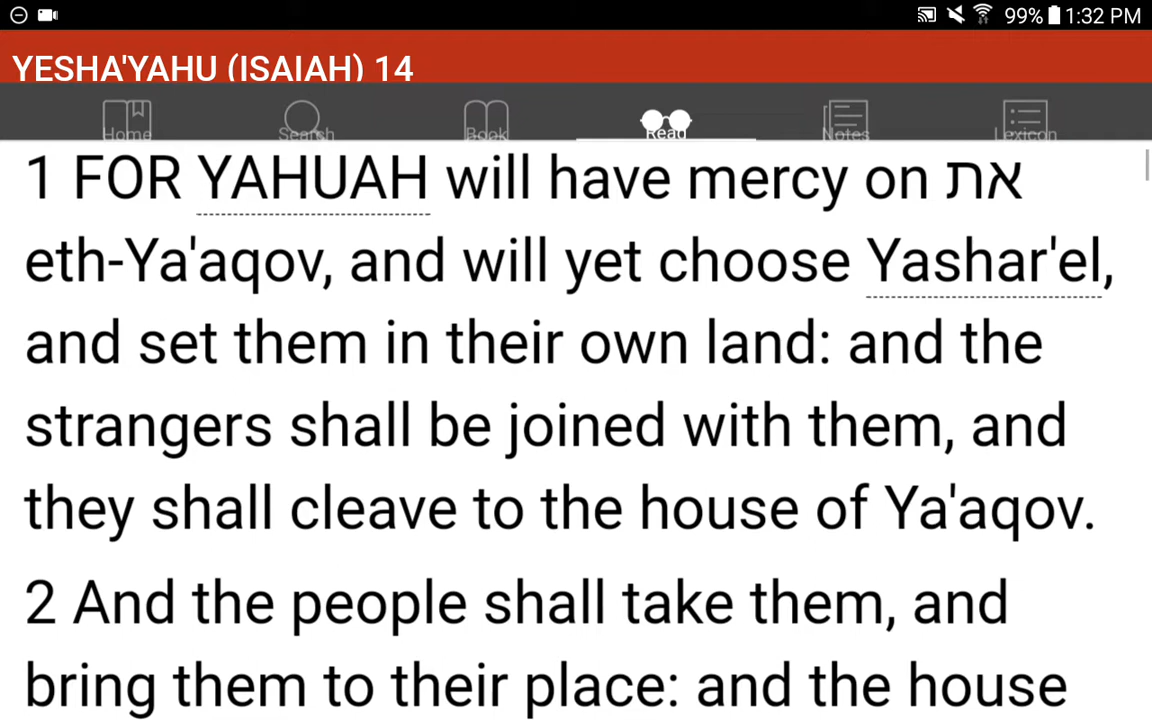 99% 1:32 PM
YESHA'YAHU (ISAIAH) 14
Home Search Book Read Notes Lexicon
1 FOR YAHUAH will have mercy on את
eth-Ya'aqov, and will yet choose Yashar'el,
and set them in their own land: and the
strangers shall be joined with them, and
they shall cleave to the house of Ya'aqov.
2 And the people shall take them, and
bring them to their place: and the house